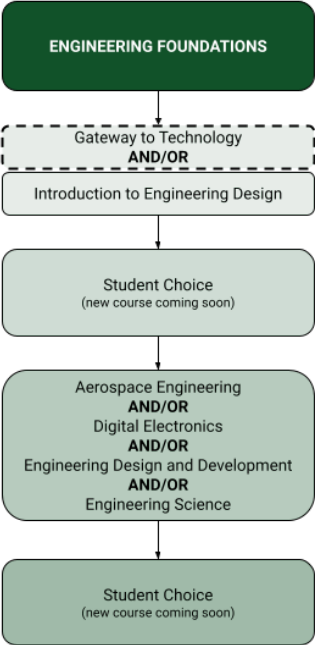 ENGINEERING FOUNDATIONS
Gateway to Technology
AND/OR
Introduction to Engineering Design
Student Choice
(new course coming soon)
Aerospace Engineering
AND/OR
Digital Electronics
AND/OR
Engineering Design and Development
AND/OR
Engineering Science
Student Choice
(new course coming soon)